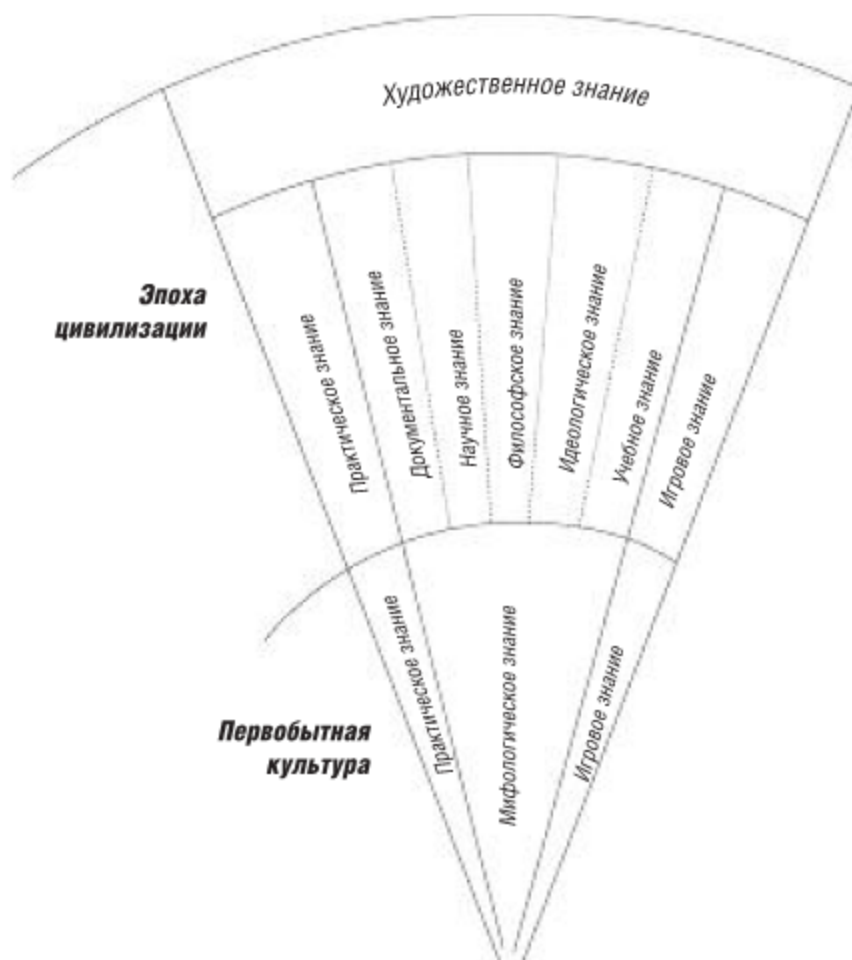 Художественное знание
Эпоха
цивилизации
Практическое знание
Документальное знание
Научное знание
Философское знание
Идеологическое знание
Учебное знание
Игровое знание
Первобытная
культура
Практическое знание
Мифологическое знание
Игровое знание